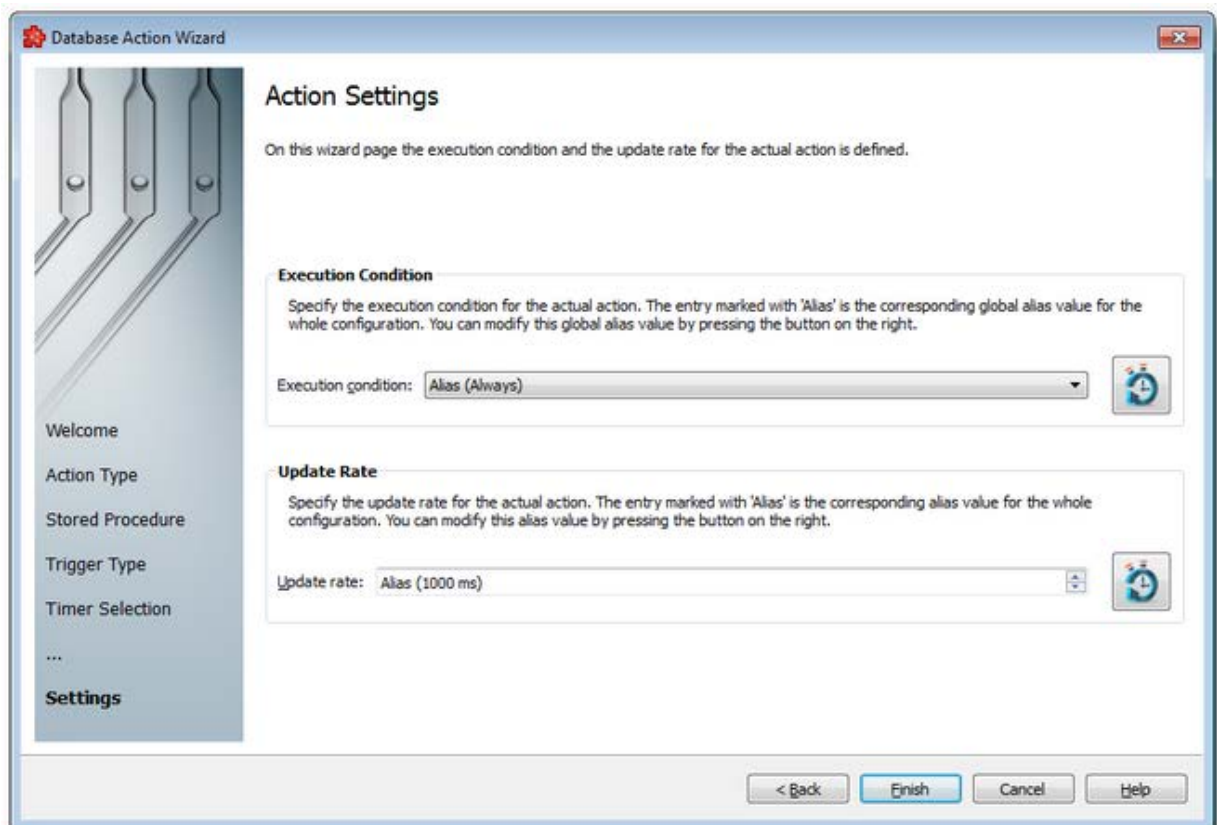 Database Action Wizard
Action Settings
On this wizard page the execution condition and the update rate for the actual action is defined.
Execution Condition
Specify the execution condition for the actual action. The entry marked with 'Alias' is the corresponding global alias value for the
whole configuration. You can modify this global alias value by pressing the button on the right.
Execution condition: Alias (Always)
Welcome
Action Type
Stored Procedure
Trigger Type
Timer Selection
...
Settings
Update Rate
Specify the update rate for the actual action. The entry marked with 'Alias' is the corresponding alias value for the whole
configuration. You can modify this alias value by pressing the button on the right.
Update rate: Alias (1000 ms)
< Back Finish Cancel Help